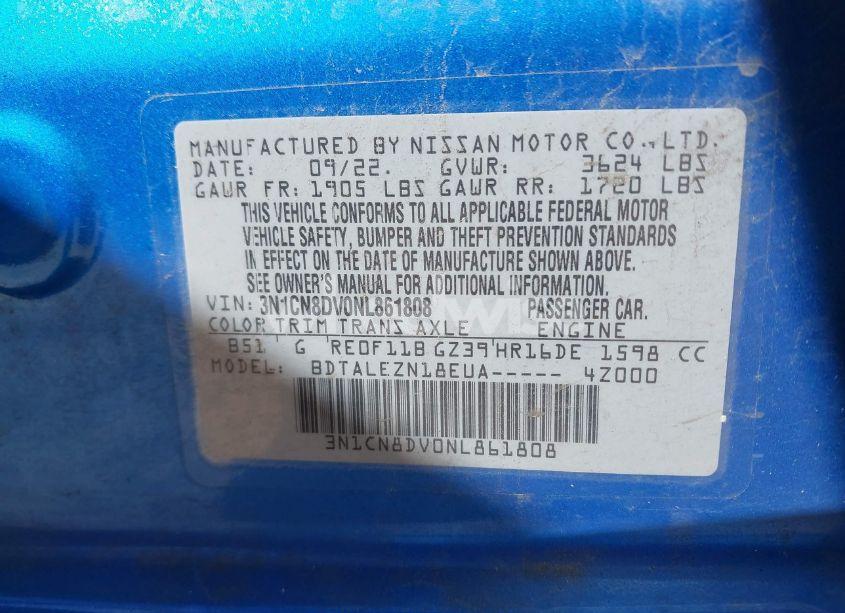 MANUFACTURED BY NISSAN MOTOR CO., LTD.
DATE: 09/22. GVWR: 3624 LBS
GAWR FR: 1905 LBS GAWR RR: 1720 LBS
THIS VEHICLE CONFORMS TO ALL APPLICABLE FEDERAL MOTOR
VEHICLE SAFETY, BUMPER AND THEFT PREVENTION STANDARDS
IN EFFECT ON THE DATE OF MANUFACTURE SHOWN ABOVE.
SEE OWNER'S MANUAL FOR ADDITIONAL INFORMATION
VIN: 3N1CN8DV0NL861808 PASSENGER CAR.
COLOR TRIM TRANS AXLE ENGINE
B51 G RE0F11B GZ39 HR16DE 1598 CC
MODEL: BDTALEZN18EUA----- 4Z000
3N1CN8DV0NL861808